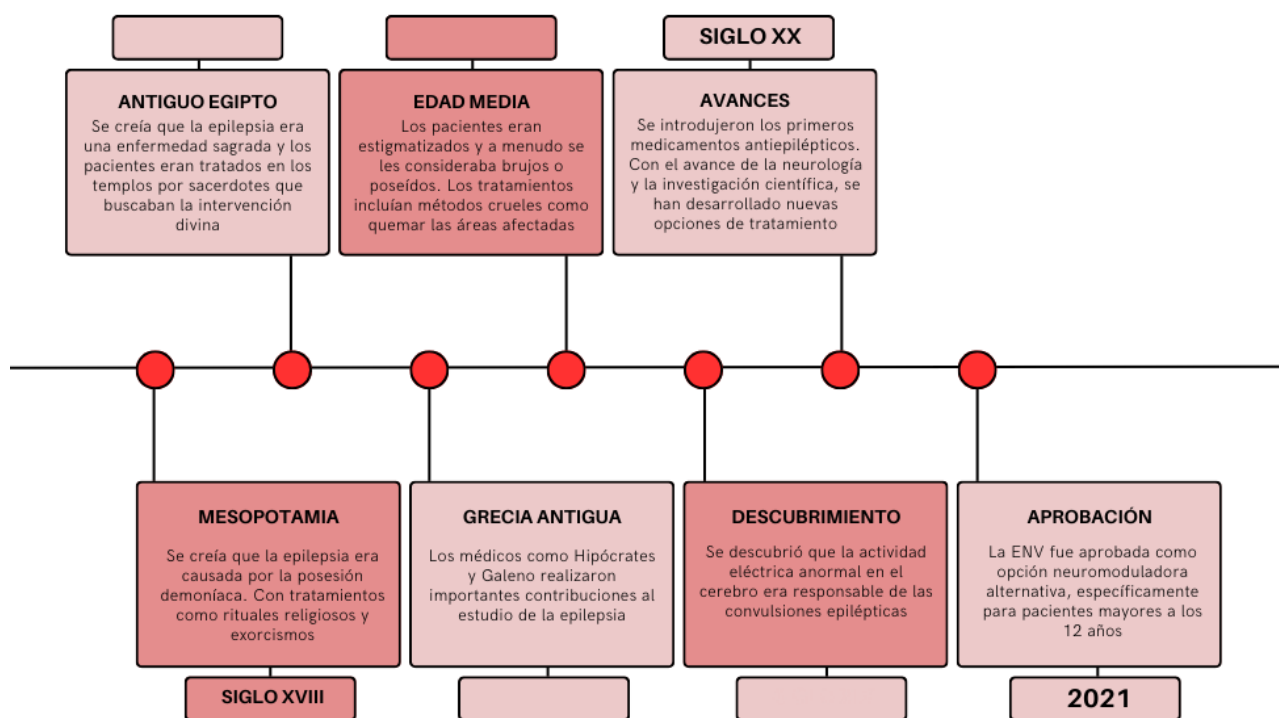 ANTIGUO EGIPTO
Se creía que la epilepsia era
una enfermedad sagrada y los
pacientes eran tratados en los
templos por sacerdotes que
buscaban la intervención
divina
EDAD MEDIA
Los pacientes eran
estigmatizados y a menudo se
les consideraba brujos o
poseídos. Los tratamientos
incluían métodos crueles como
quemar las áreas afectadas
SIGLO XX
AVANCES
Se introdujeron los primeros
medicamentos antiepilépticos.
Con el avance de la neurología
y la investigación científica, se
han desarrollado nuevas
opciones de tratamiento
MESOPOTAMIA
Se creía que la epilepsia era
causada por la posesión
demoníaca. Con tratamientos
como rituales religiosos y
exorcismos
SIGLO XVIII
GRECIA ANTIGUA
Los médicos como Hipócrates
y Galeno realizaron
importantes contribuciones al
estudio de la epilepsia
DESCUBRIMIENTO
Se descubrió que la actividad
eléctrica anormal en el
cerebro era responsable de las
convulsiones epilépticas
APROBACIÓN
La ENV fue aprobada como
opción neuromoduladora
alternativa, específicamente
para pacientes mayores a los
12 años
2021